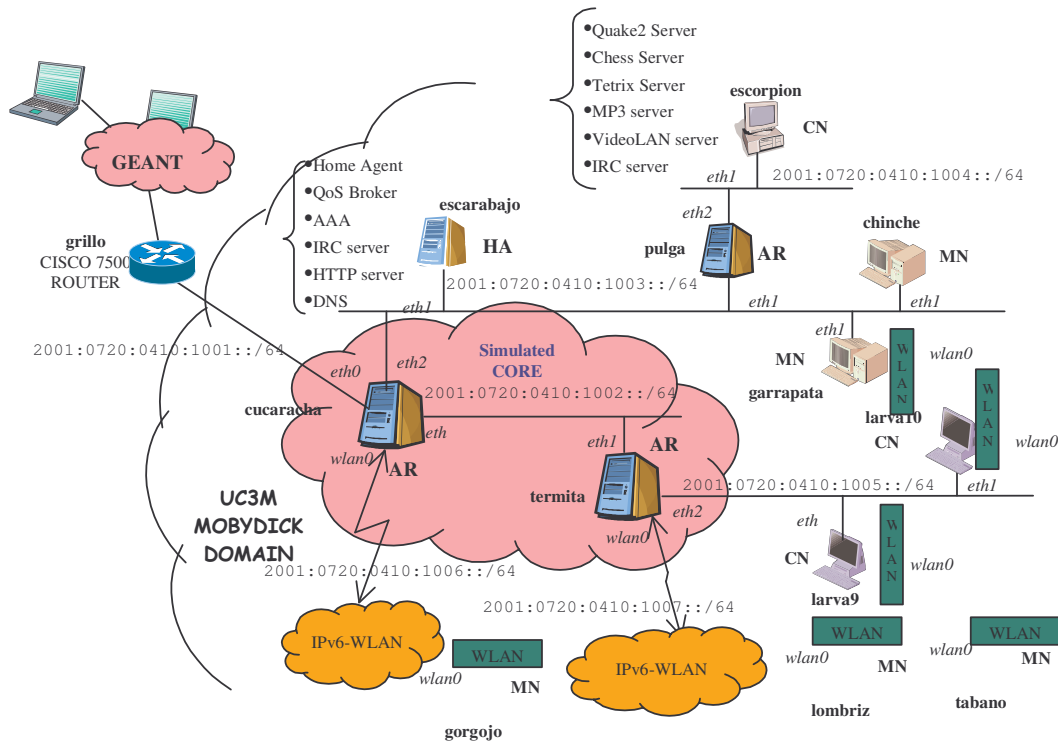 •Quake2 Server
•Chess Server
•Tetrix Server
•MP3 server
•VideoLAN server
•IRC server
escorpion
CN
eth1
2001:0720:0410:1004::/64
GEANT
•Home Agent
•QoS Broker
•AAA
•IRC server
•HTTP server
•DNS
escarabajo
HA
eth2
pulga
AR
chinche
MN
grillo
CISCO 7500
ROUTER
2001:0720:0410:1003::/64
eth1
eth1
eth1
2001:0720:0410:1001::/64
eth0
eth2
Simulated
CORE
eth1
MN
garrapata
WLAN
wlan0
2001:0720:0410:1002::/64
cucaracha
eth
wlan0
AR
larva10
CN
WLAN
wlan0
eth1
AR
termita
2001:0720:0410:1005::/64
eth1
eth2
wlan0
UC3M
MOBYDICK
DOMAIN
eth
CN
WLAN
wlan0
larva9
2001:0720:0410:1006::/64
2001:0720:0410:1007::/64
IPv6-WLAN
WLAN
wlan0
MN
gorgojo
IPv6-WLAN
WLAN
wlan0
MN
lombriz
WLAN
wlan0
MN
tabano